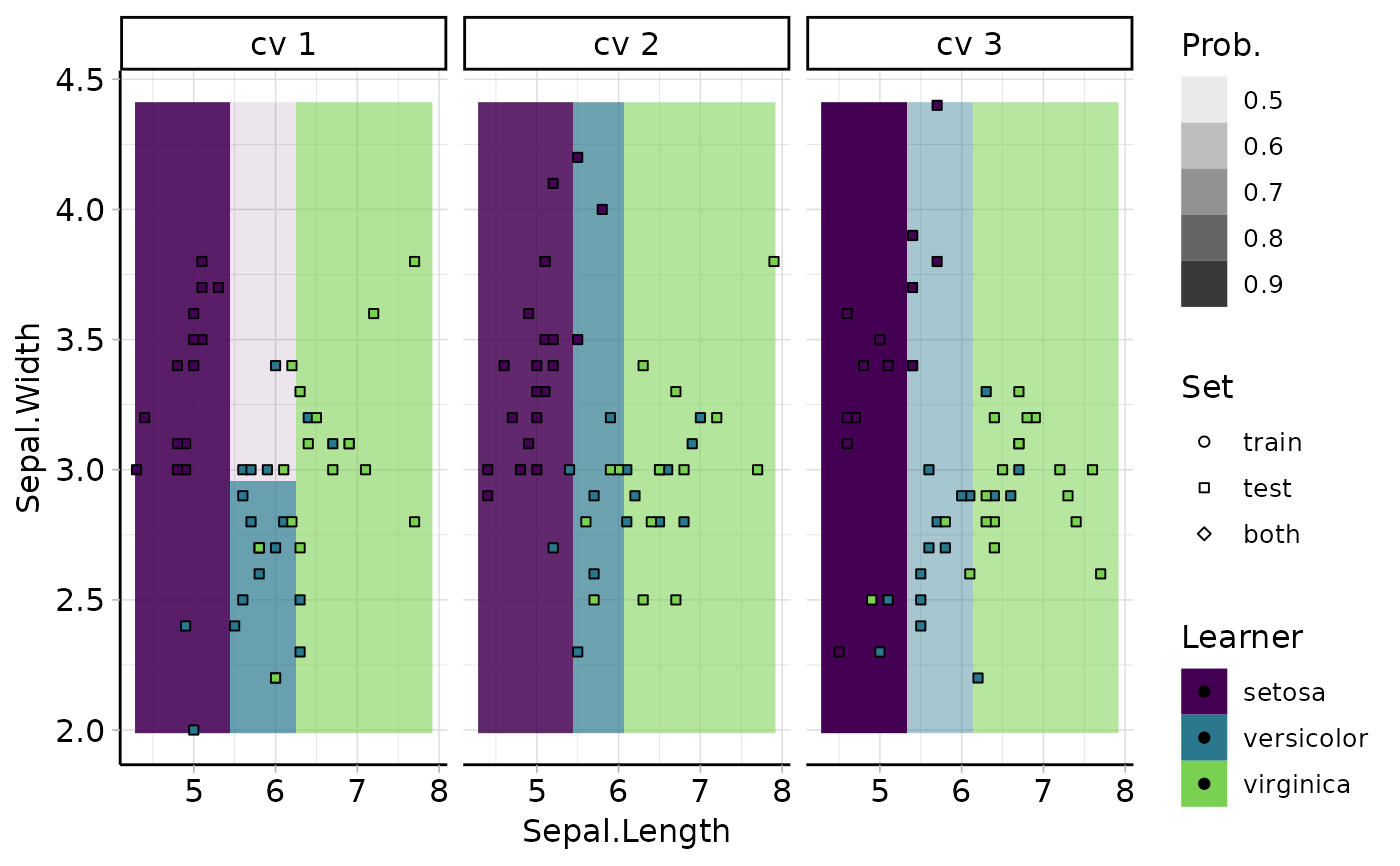 cv 1
cv 2
cv 3
4.5
4.0
3.5
3.0
2.5
2.0
Sepal.Width
5 6 7 8
5 6 7 8
5 6 7 8
Sepal.Length
Prob.
0.5
0.6
0.7
0.8
0.9
Set
train
test
both
Learner
setosa
versicolor
virginica